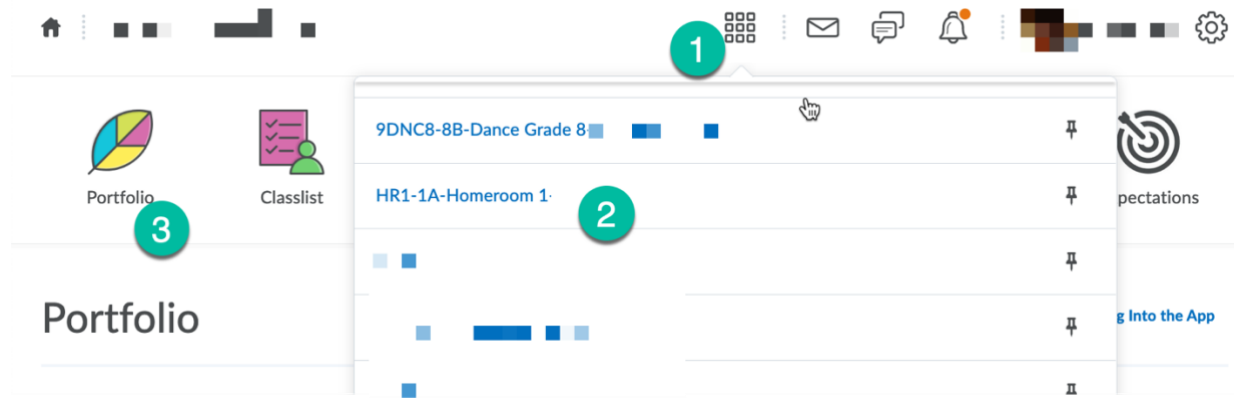 1
9DNC8-8B-Dance Grade 8-
HR1-1A-Homeroom 1-
2
Portfolio
3
Classlist
pectations
Portfolio
g Into the App